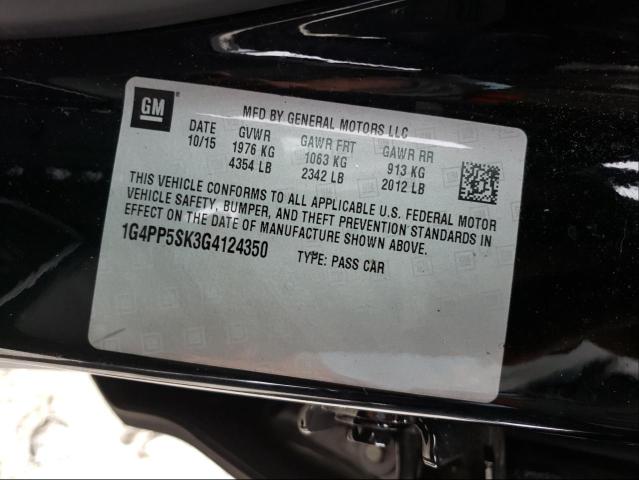 GM
MFD BY GENERAL MOTORS LLC
DATE GVWR GAWR FRT GAWR RR
10/15 1976 KG 1063 KG 913 KG
4354 LB 2342 LB 2012 LB
THIS VEHICLE CONFORMS TO ALL APPLICABLE U.S. FEDERAL MOTOR
VEHICLE SAFETY, BUMPER, AND THEFT PREVENTION STANDARDS IN
EFFECT ON THE DATE OF MANUFACTURE SHOWN ABOVE.
1G4PP5SK3G4124350 TYPE: PASS CAR